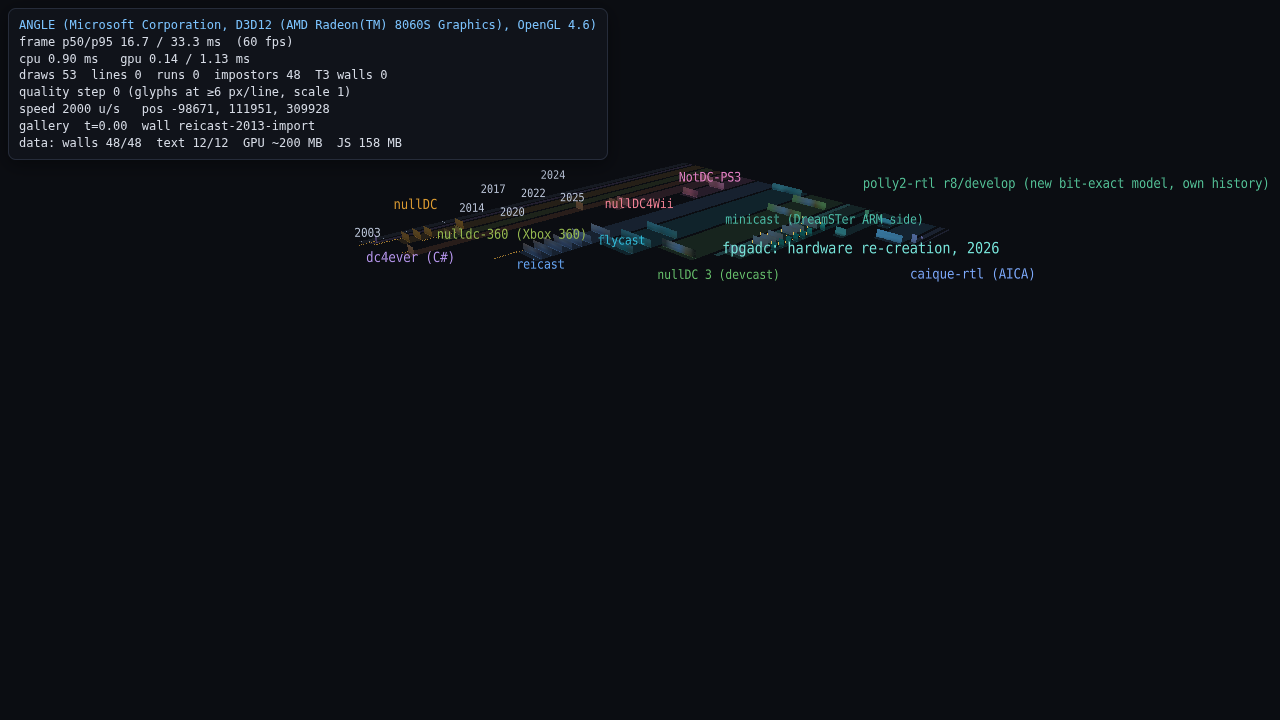 ANGLE (Microsoft Corporation, D3D12 (AMD Radeon(TM) 8060S Graphics), OpenGL 4.6)
frame p50/p95 16.7 / 33.3 ms (60 fps)
cpu 0.90 ms gpu 0.14 / 1.13 ms
draws 53 lines 0 runs 0 impostors 48 T3 walls 0
quality step 0 (glyphs at ≥6 px/line, scale 1)
speed 2000 u/s pos -98671, 111951, 309928
gallery t=0.00 wall reicast-2013-import
data: walls 48/48 text 12/12 GPU ~200 MB JS 158 MB
2024
NotDC-PS3
polly2-rtl r8/develop (new bit-exact model, own history)
2017
2022
2025
nullDC
2014
2020
nullDC4Wii
minicast (DreamSTer ARM side)
2003
nulldc-360 (Xbox 360)
flycast
fpgadc: hardware re-creation, 2026
dc4ever (C#)
reicast
nullDC 3 (devcast)
caique-rtl (AICA)